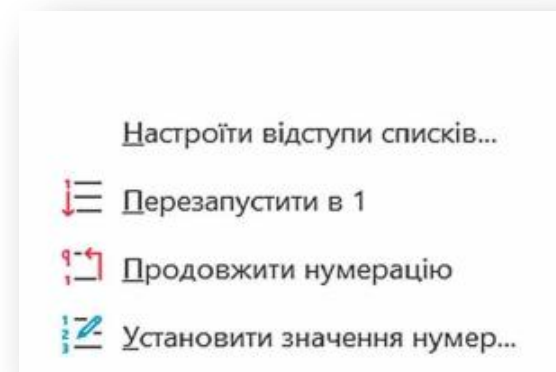 Настроїти відступи списків...
Перезапустити в 1
Продовжити нумерацію
Установити значення нумер...